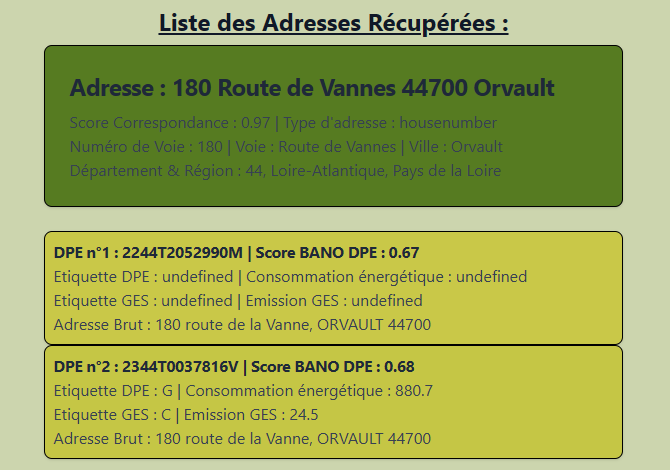 Liste des Adresses Récupérées :
Adresse : 180 Route de Vannes 44700 Orvault
Score Correspondance : 0.97 | Type d'adresse : housenumber
Numéro de Voie : 180 | Voie : Route de Vannes | Ville : Orvault
Département & Région : 44, Loire-Atlantique, Pays de la Loire
DPE n°1 : 2244T2052990M | Score BANO DPE : 0.67
Etiquette DPE : undefined | Consommation énergétique : undefined
Etiquette GES : undefined | Emission GES : undefined
Adresse Brut : 180 route de la Vanne, ORVAULT 44700
DPE n°2 : 2344T0037816V | Score BANO DPE : 0.68
Etiquette DPE : G | Consommation énergétique : 880.7
Etiquette GES : C | Emission GES : 24.5
Adresse Brut : 180 route de la Vanne, ORVAULT 44700